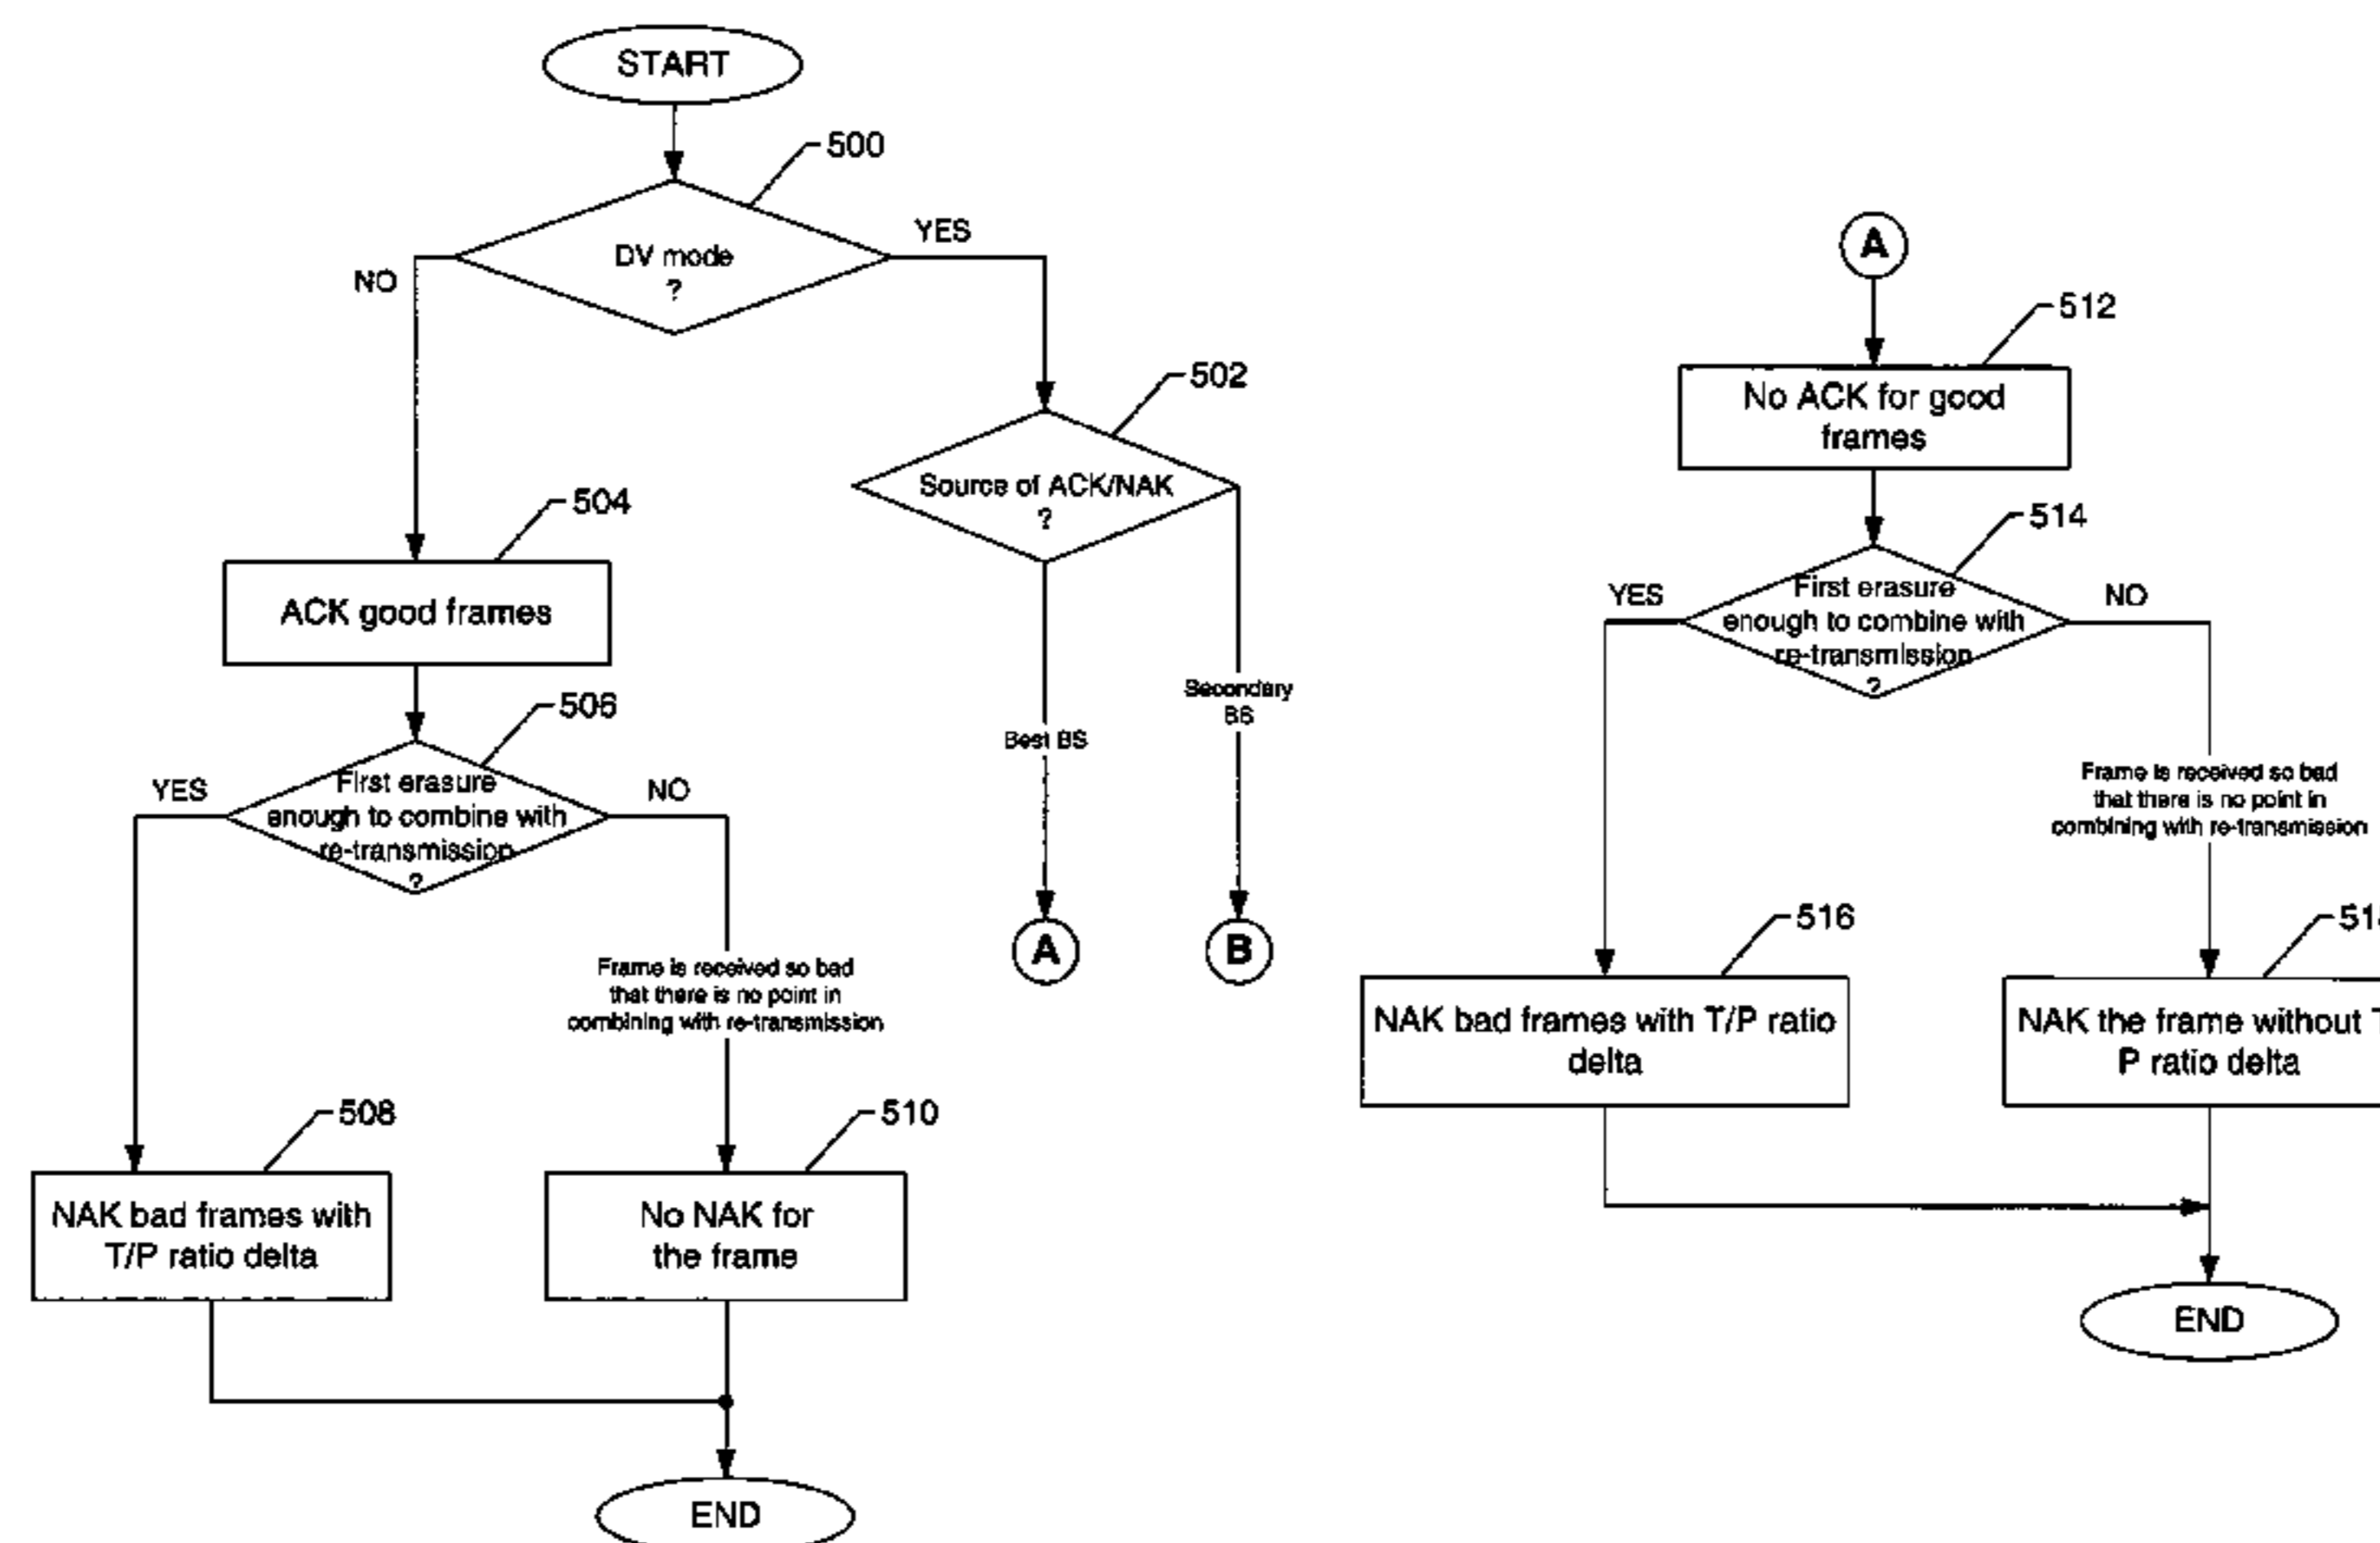 START
500
DV mode
?
YES
NO
502
Source of ACK/NAK
?
504
ACK good frames
506
First erasure
enough to combine with
re-transmission
?
YES
NO
Secondary
BS
Best BS
A
B
Frame is received so bad
that there is no point in
combining with re-transmission
508
NAK bad frames with
T/P ratio delta
510
No NAK for
the frame
END
A
512
No ACK for good
frames
514
First erasure
enough to combine with
re-transmission
?
YES
NO
Frame is received so bad
that there is no point in
combining with re-transmission
516
NAK bad frames with T/P ratio
delta
NAK the frame without
P ratio delta
END